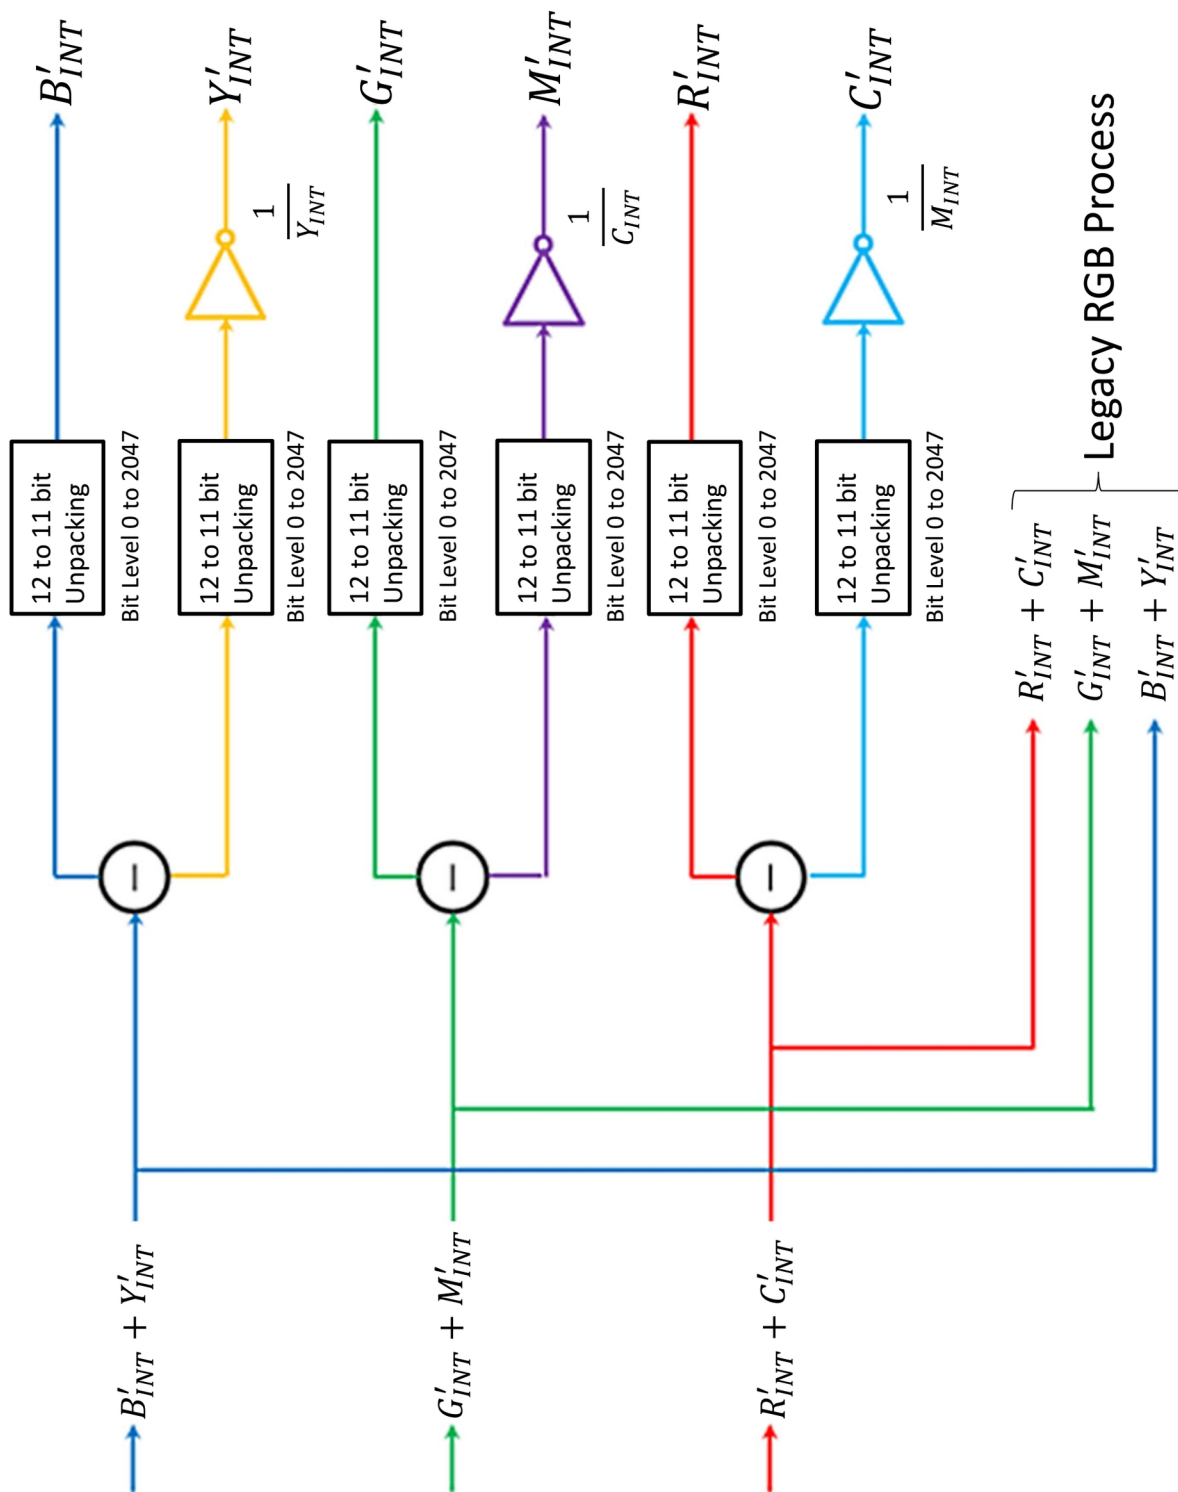 B′INT + Y′INT
G′INT + M′INT
R′INT + C′INT
12 to 11 bit
Unpacking
Bit Level 0 to 2047
B′INT
12 to 11 bit
Unpacking
Bit Level 0 to 2047
1
YINT
Y′INT
12 to 11 bit
Unpacking
Bit Level 0 to 2047
G′INT
12 to 11 bit
Unpacking
Bit Level 0 to 2047
1
CINT
M′INT
12 to 11 bit
Unpacking
Bit Level 0 to 2047
R′INT
12 to 11 bit
Unpacking
Bit Level 0 to 2047
1
MINT
C′INT
R′INT + C′INT
G′INT + M′INT
B′INT + Y′INT
Legacy RGB Process